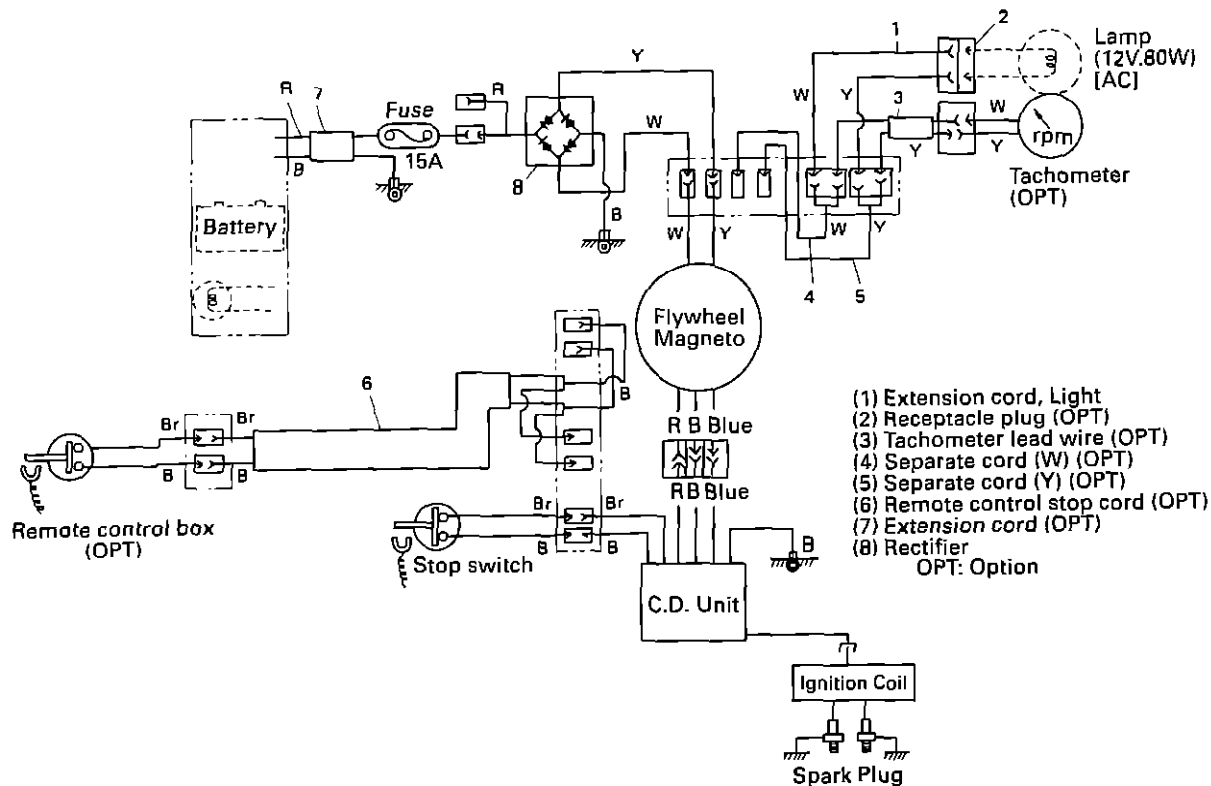 1
2
Lamp
(12V.80W)
[AC]
Y
R
7
Fuse
R
W
Y
3
W
rpm
Y
Y
W
15A
B
8
Tachometer
(OPT)
B
Battery
W
Y
W
Y
4
5
Flywheel
Magneto
6
B
R B Blue
R B Blue
Br
Br
B
B
Remote control box
(OPT)
Br
Br
B
B
Stop switch
B
C.D. Unit
Ignition Coil
Spark Plug
(1) Extension cord, Light
(2) Receptacle plug (OPT)
(3) Tachometer lead wire (OPT)
(4) Separate cord (W) (OPT)
(5) Separate cord (Y) (OPT)
(6) Remote control stop cord (OPT)
(7) Extension cord (OPT)
(8) Rectifier
OPT: Option